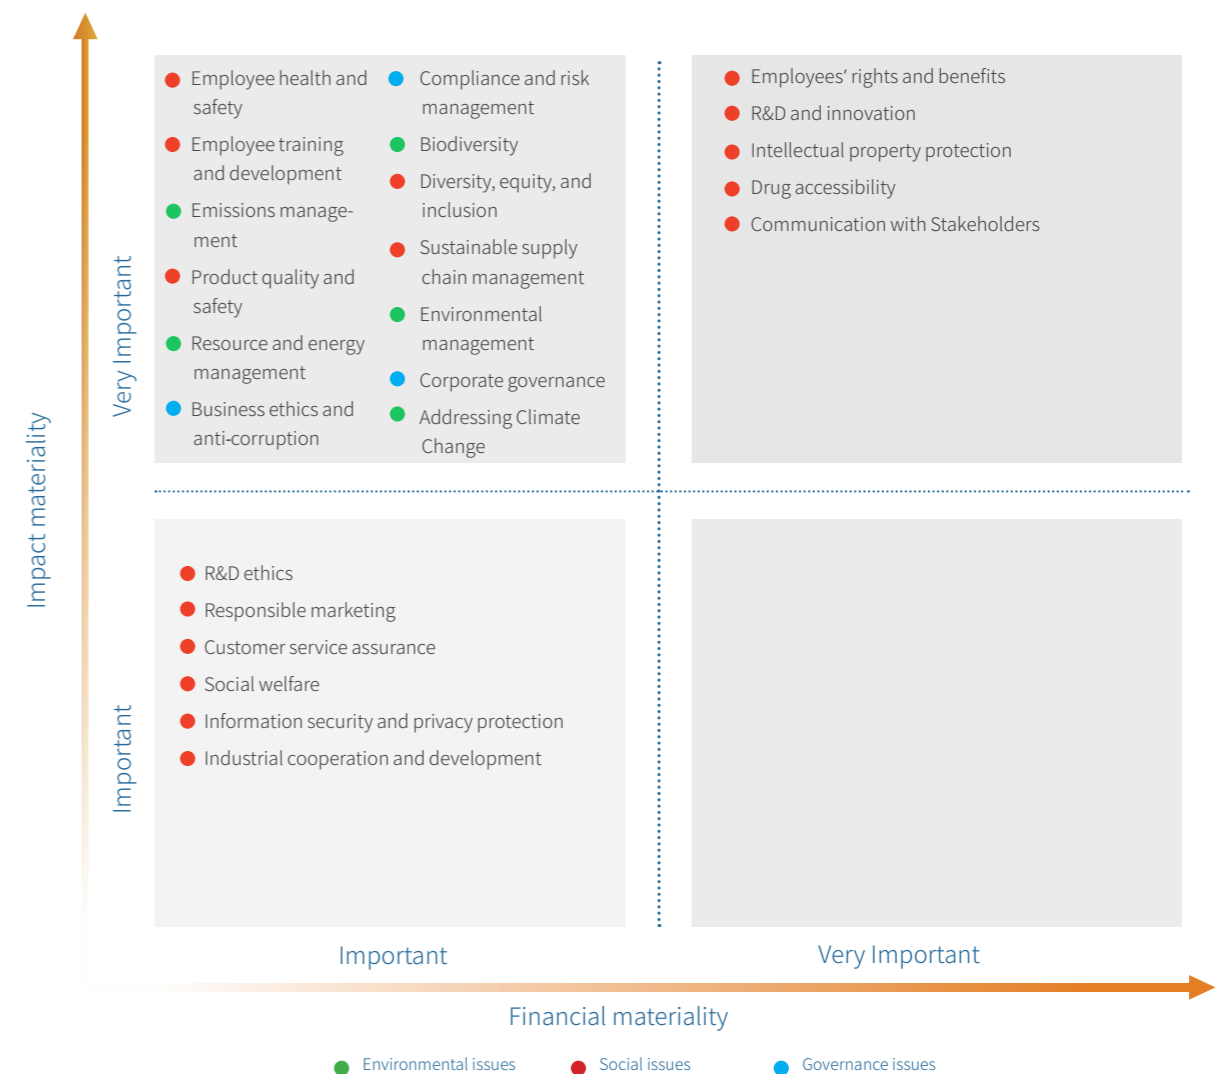 Impact materiality
Very Important
Important
Employee health and
safety
Employee training
and development
Emissions manage-
ment
Product quality and
safety
Resource and energy
management
Business ethics and
anti-corruption
Compliance and risk
management
Biodiversity
Diversity, equity, and
inclusion
Sustainable supply
chain management
Environmental
management
Corporate governance
Addressing Climate
Change
Employees’ rights and benefits
R&D and innovation
Intellectual property protection
Drug accessibility
Communication with Stakeholders
R&D ethics
Responsible marketing
Customer service assurance
Social welfare
Information security and privacy protection
Industrial cooperation and development
Important
Very Important
Financial materiality
Environmental issues
Social issues
Governance issues